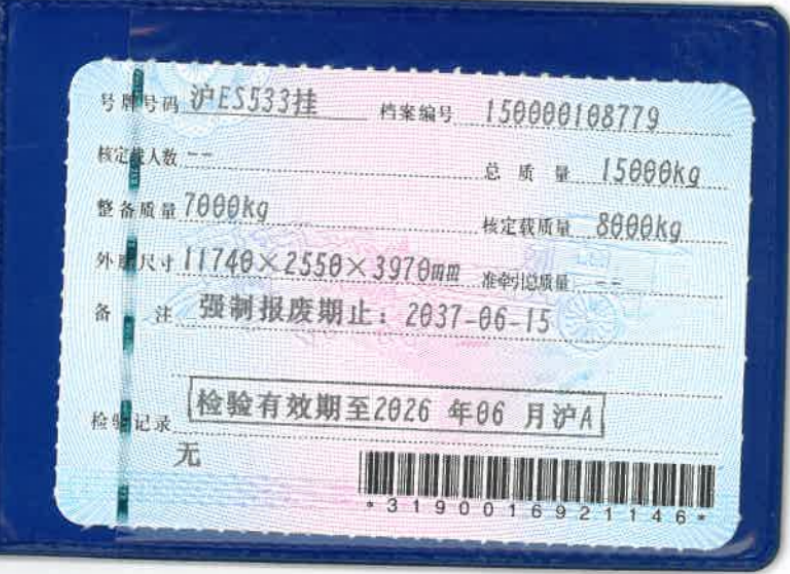 号牌号码 沪ES533挂 档案编号 150000108779
核定载人数 -- 总质量 15000kg
整备质量 7000kg 核定载质量 8000kg
外廓尺寸 11740×2550×3970mm 准牵引总质量 --
备注 强制报废期止：2037-06-15
检验记录 检验有效期至2026年06月沪A
无
*3190016921146*